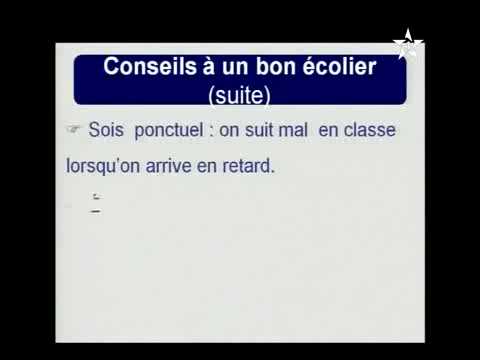 Conseils à un bon écolier
(suite)
☞ Sois ponctuel : on suit mal en classe
lorsqu'on arrive en retard.